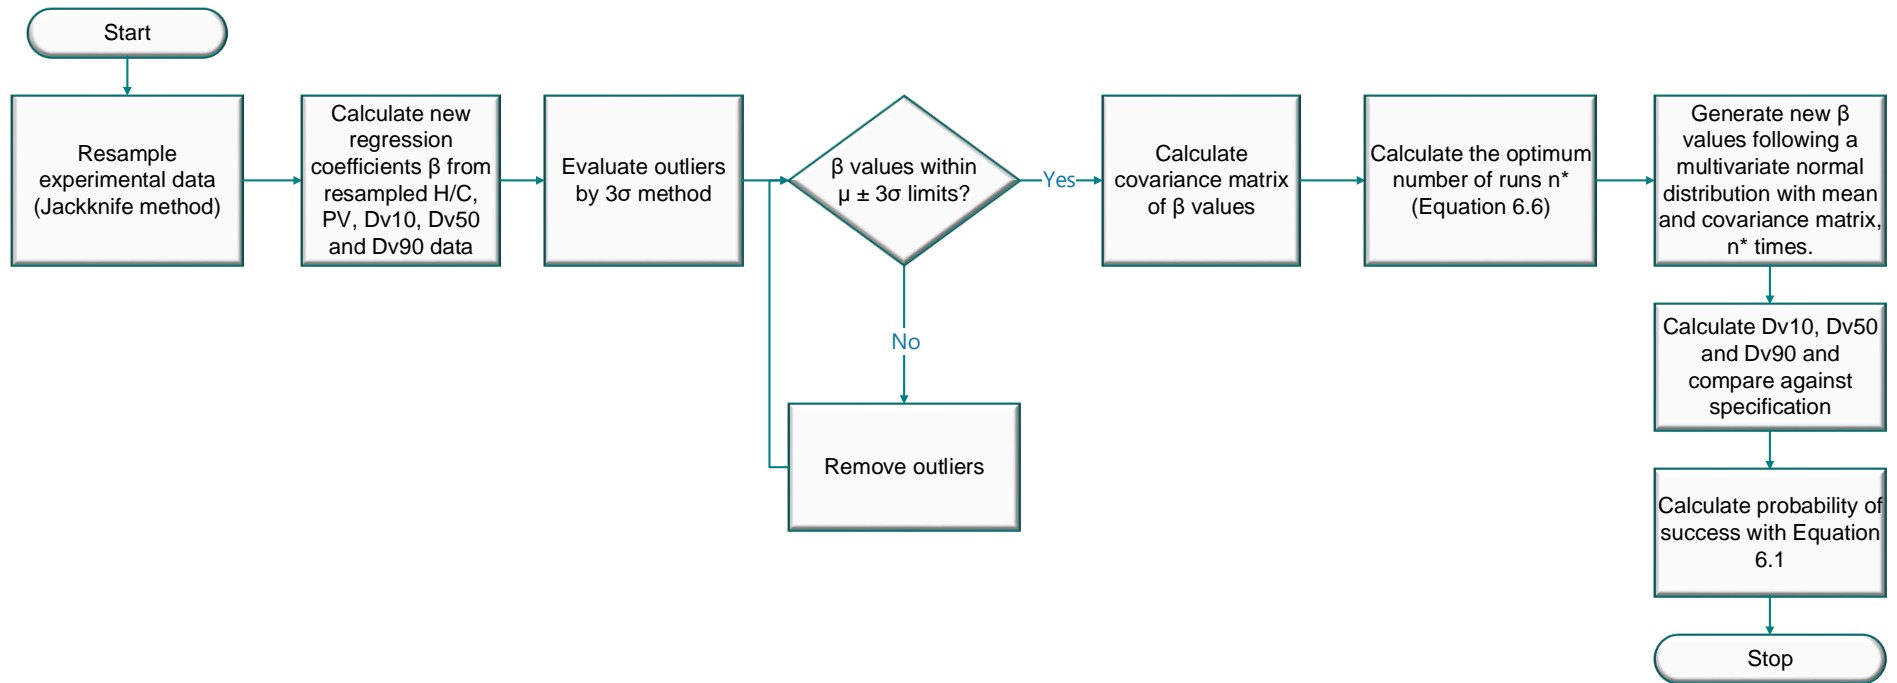 Start
Resample
experimental data
(Jackknife method)
Calculate new
regression
coefficients β from
resampled H/C,
PV, Dv10, Dv50
and Dv90 data
Evaluate outliers
by 3σ method
β values within
μ ± 3σ limits?
Yes
No
Remove outliers
Calculate
covariance matrix
of β values
Calculate the optimum
number of runs n*
(Equation 6.6)
Generate new β
values following a
multivariate normal
distribution with mean
and covariance matrix,
n* times.
Calculate Dv10, Dv50
and Dv90 and
compare against
specification
Calculate probability of
success with Equation
6.1
Stop